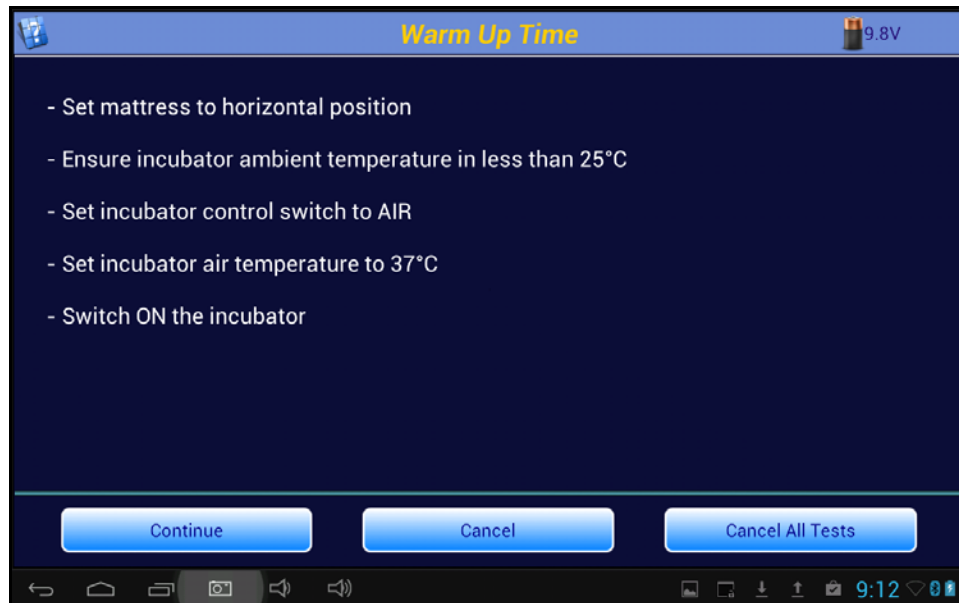 Warm Up Time
9.8V
- Set mattress to horizontal position
- Ensure incubator ambient temperature in less than 25°C
- Set incubator control switch to AIR
- Set incubator air temperature to 37°C
- Switch ON the incubator
Continue
Cancel
Cancel All Tests
9:12